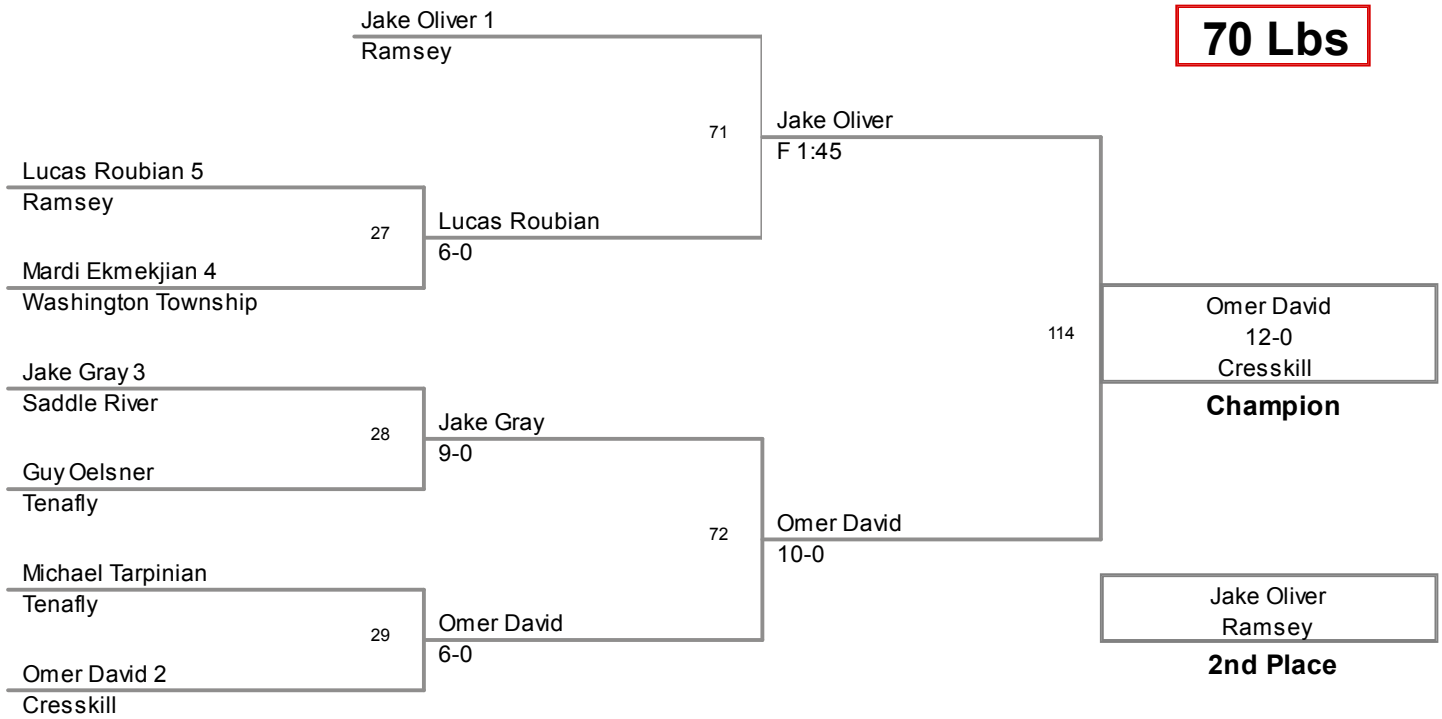 Jake Oliver 1
Ramsey
70 Lbs
71
Jake Oliver
F 1:45
Lucas Roubian 5
Ramsey
27
Lucas Roubian
6-0
Mardi Ekmekjian 4
Washington Township
114
Omer David
12-0
Cresskill
Champion
Jake Gray 3
Saddle River
28
Jake Gray
9-0
Guy Oelsner
Tenafly
72
Omer David
10-0
Michael Tarpinian
Tenafly
29
Omer David
6-0
Omer David 2
Cresskill
Jake Oliver
Ramsey
2nd Place